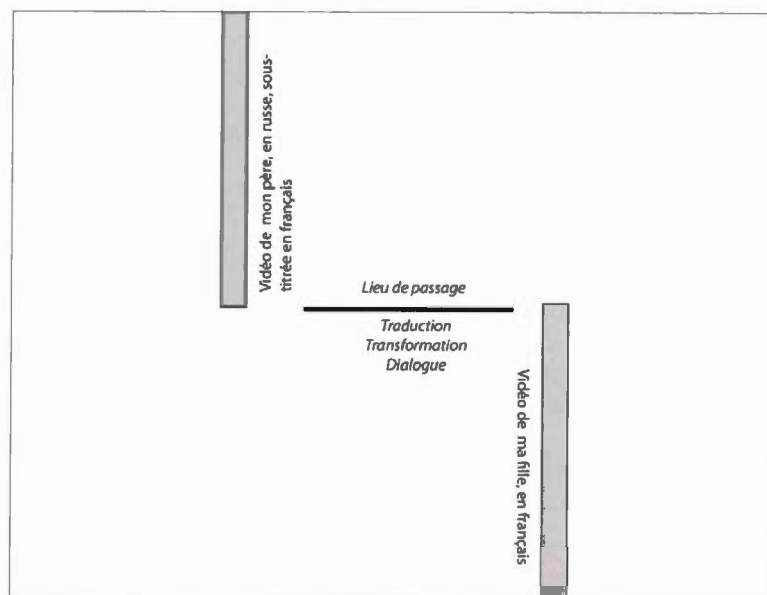 Vidéo de mon père, en russe, sous-
titrée en français
Lieu de passage
Traduction
Transformation
Dialogue
Vidéo de ma fille, en français